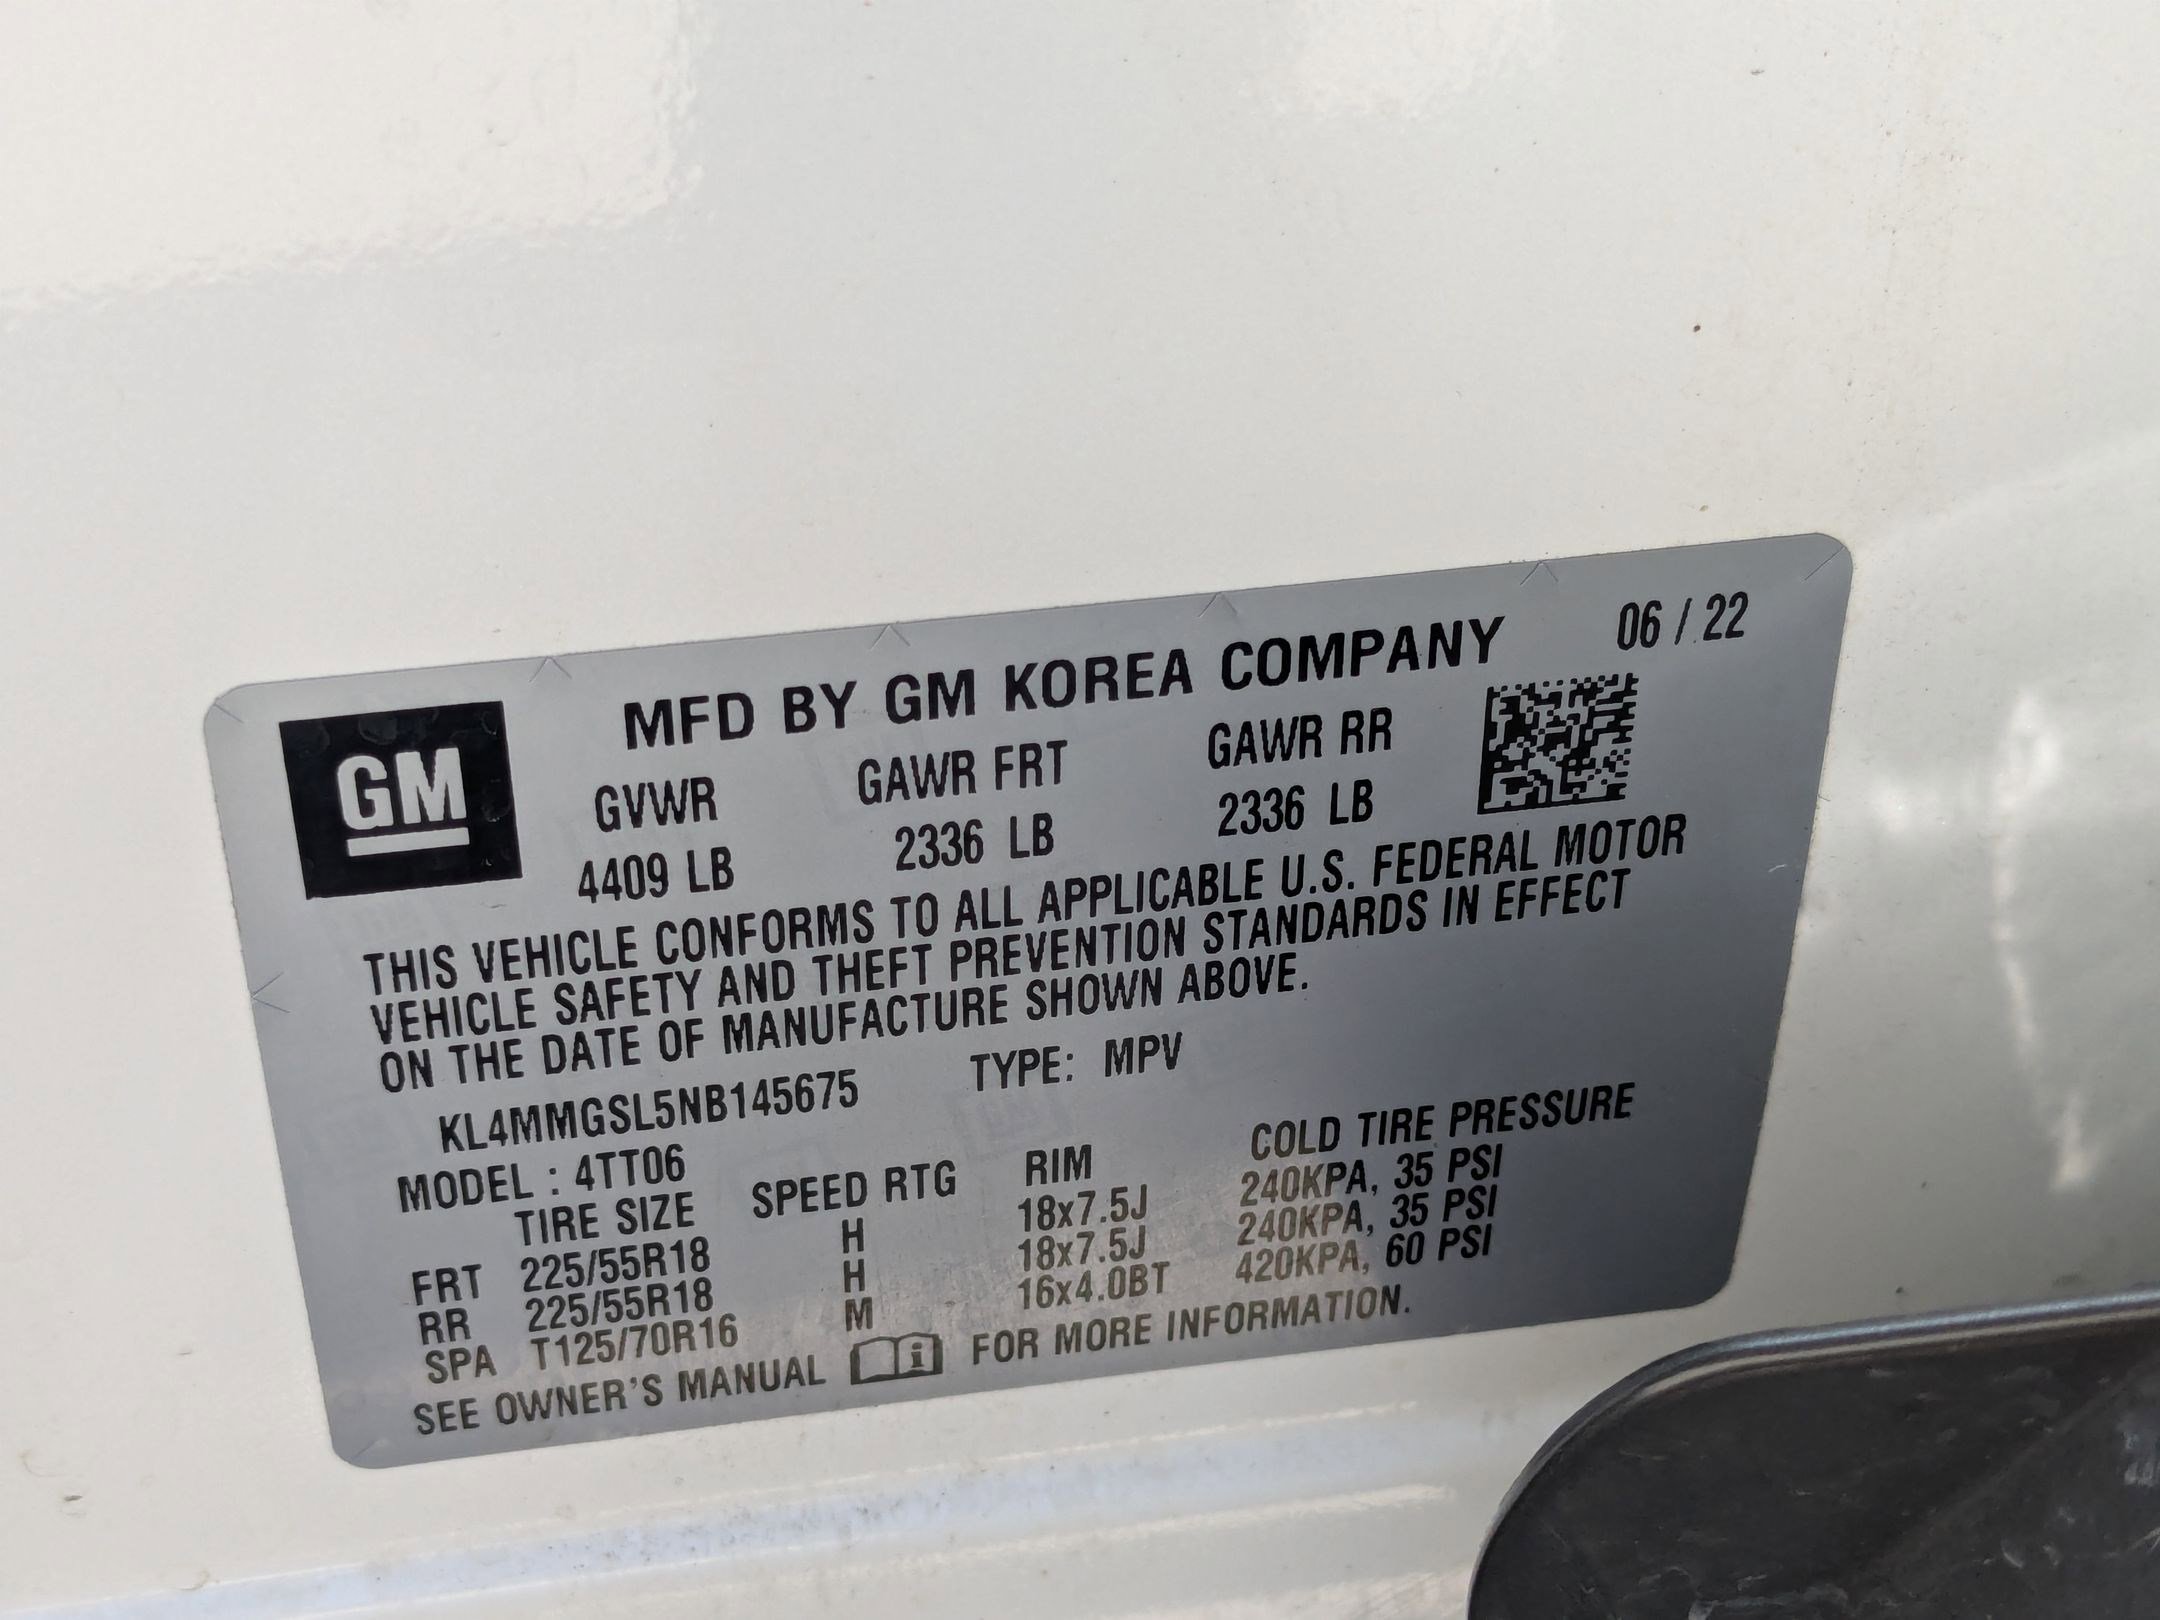 MFD BY GM KOREA COMPANY 06 / 22
GM
GVWR GAWR FRT GAWR RR
4409 LB 2336 LB 2336 LB
THIS VEHICLE CONFORMS TO ALL APPLICABLE U.S. FEDERAL MOTOR
VEHICLE SAFETY AND THEFT PREVENTION STANDARDS IN EFFECT
ON THE DATE OF MANUFACTURE SHOWN ABOVE.
KL4MMGSL5NB145675 TYPE: MPV
MODEL : 4TT06
TIRE SIZE SPEED RTG RIM COLD TIRE PRESSURE
FRT 225/55R18 H 18x7.5J 240KPA, 35 PSI
RR 225/55R18 H 18x7.5J 240KPA, 35 PSI
SPA T125/70R16 M 16x4.0BT 420KPA, 60 PSI
SEE OWNER'S MANUAL i FOR MORE INFORMATION.